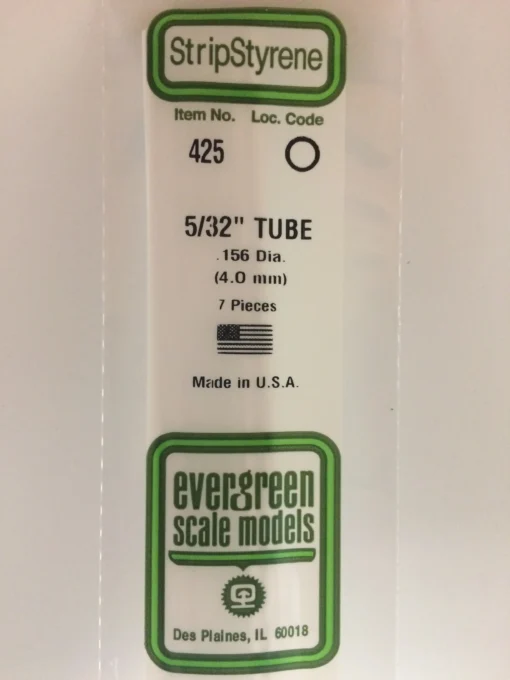 StripStyrene
Item No. Loc. Code
425
5/32" TUBE
.156 Dia.
(4.0 mm)
7 Pieces
Made in U.S.A.
evergreen
scale models
Des Plaines, IL 60018